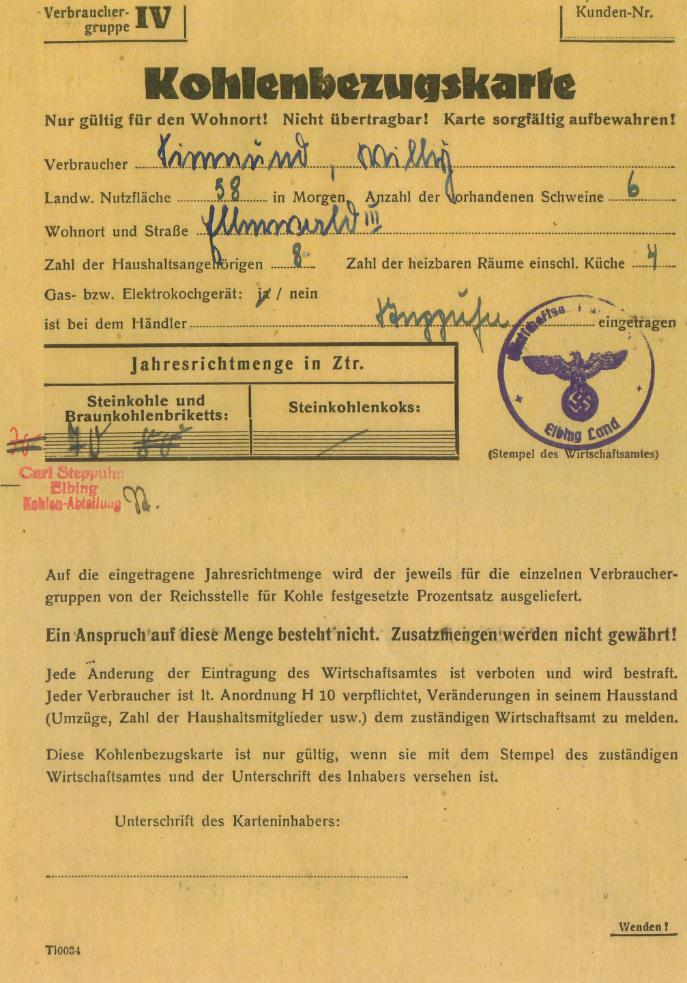 Verbraucher-
gruppe IV
Kunden-Nr.
Kohlenbezugskarte
Nur gültig für den Wohnort! Nicht übertragbar! Karte sorgfältig aufbewahren!
Verbraucher Willy
Landw. Nutzfläche 58 in Morgen, Anzahl der vorhandenen Schweine 6
Wohnort und Straße Ellerwald III
Zahl der Haushaltsangehörigen 8 Zahl der heizbaren Räume einschl. Küche 4
Gas- bzw. Elektrokochgerät: ja / nein
ist bei dem Händler eingetragen
Jahresrichtmenge in Ztr.
Steinkohle und
Braunkohlenbriketts:
Steinkohlenkoks:
70
Elbing Land
(Stempel des Wirtschaftsamtes)
Carl Steppuhn
Elbing
Kohlen-Abteilung
Auf die eingetragene Jahresrichtmenge wird der jeweils für die einzelnen Verbraucher-
gruppen von der Reichsstelle für Kohle festgesetzte Prozentsatz ausgeliefert.
Ein Anspruch auf diese Menge besteht nicht. Zusatzmengen werden nicht gewährt!
Jede Änderung der Eintragung des Wirtschaftsamtes ist verboten und wird bestraft.
Jeder Verbraucher ist lt. Anordnung H 10 verpflichtet, Veränderungen in seinem Hausstand
(Umzüge, Zahl der Haushaltsmitglieder usw.) dem zuständigen Wirtschaftsamt zu melden.
Diese Kohlenbezugskarte ist nur gültig, wenn sie mit dem Stempel des zuständigen
Wirtschaftsamtes und der Unterschrift des Inhabers versehen ist.
Unterschrift des Karteninhabers:
Wenden!
T10034